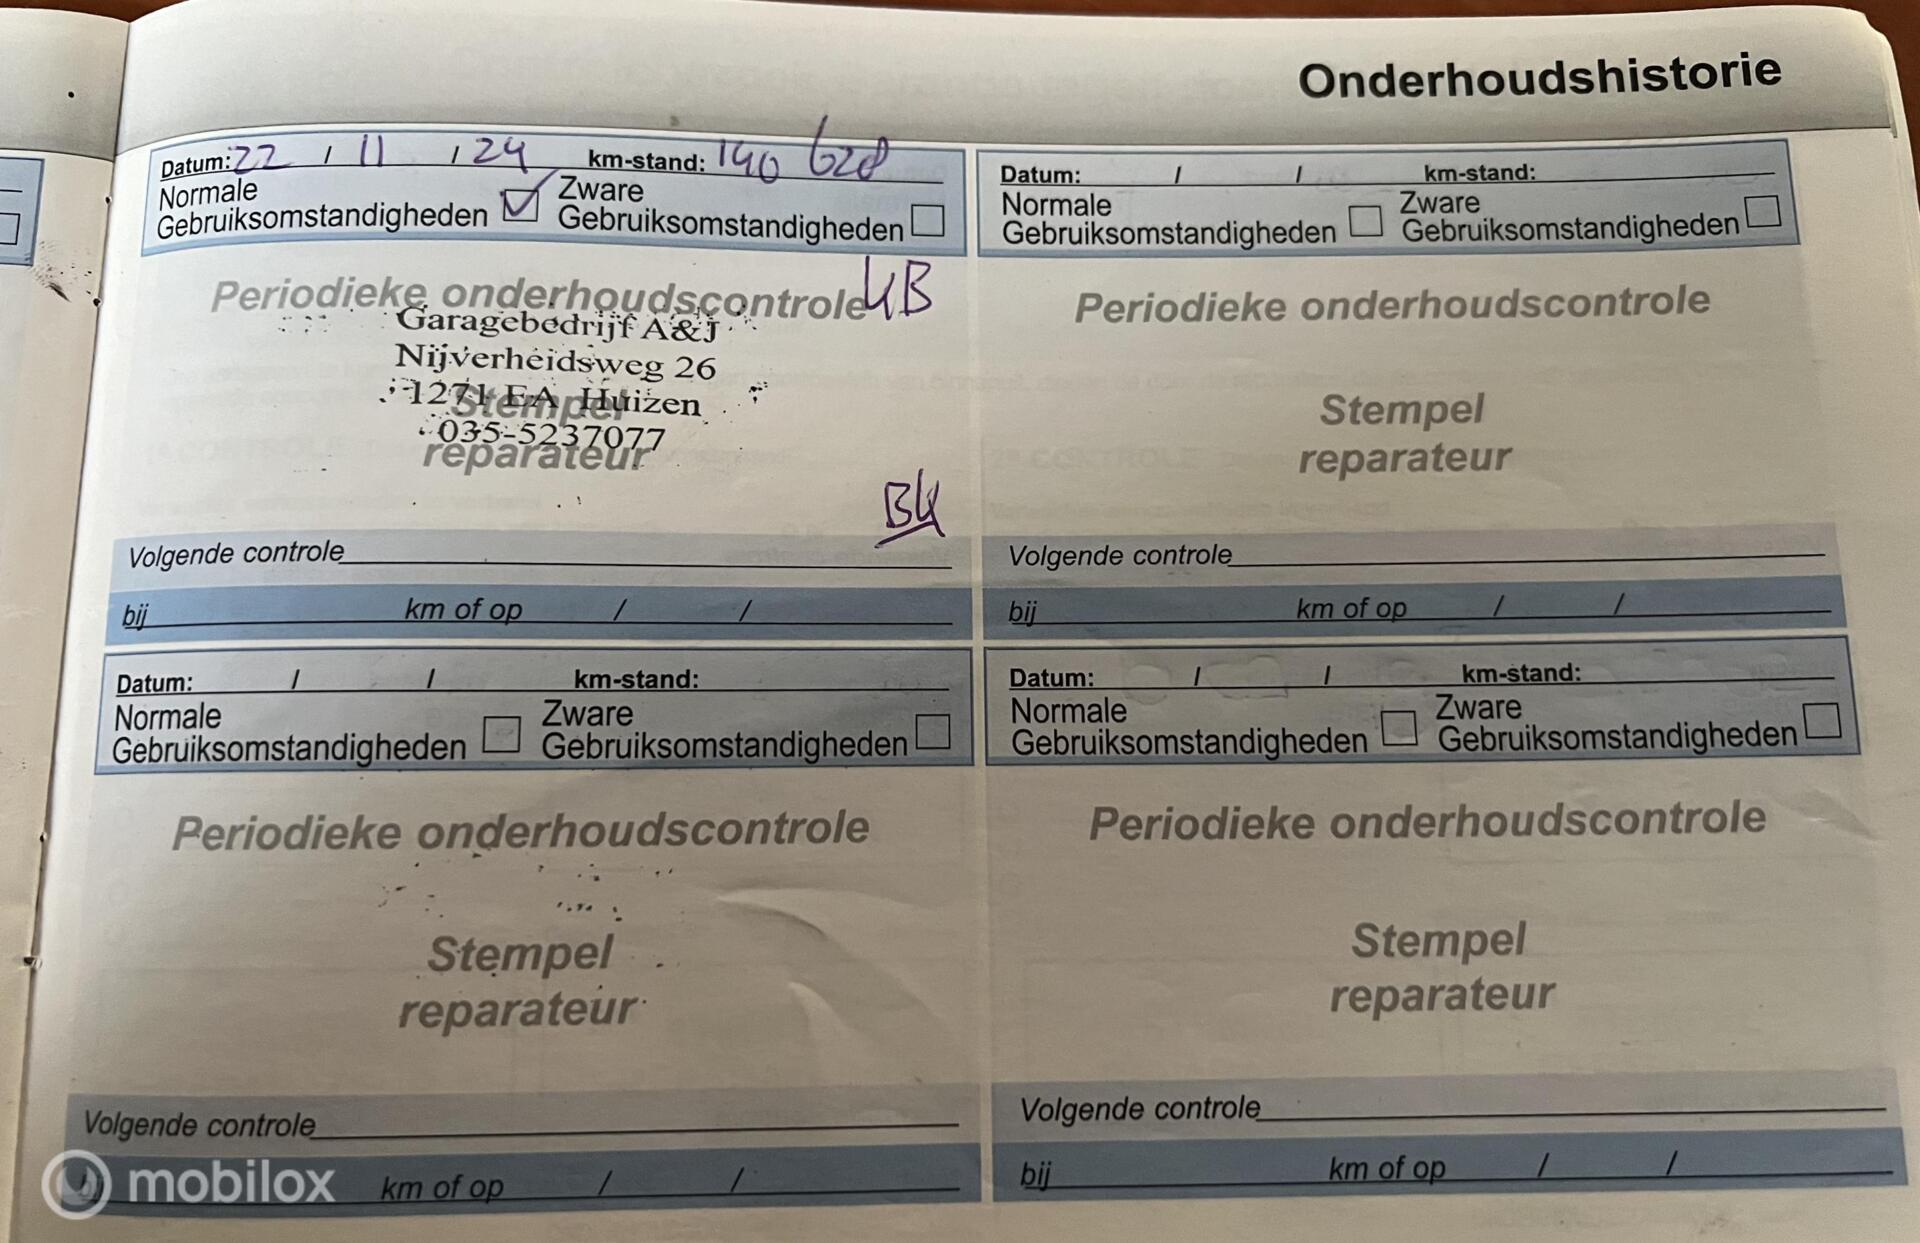 Onderhoudshistorie
Datum: 22 / 11 / 24 km-stand: 190 628
Normale Gebruiksomstandigheden Zware Gebruiksomstandigheden
Periodieke onderhoudscontrole
Garagebedrijf A&J
Nijverheidsweg 26
1271 EA Huizen
Stempel
035-5237077
reparateur
Volgende controle
bij km of op / /
Datum: / / km-stand:
Normale Gebruiksomstandigheden Zware Gebruiksomstandigheden
Periodieke onderhoudscontrole
Stempel
reparateur
Volgende controle
bij km of op / /
Datum: / / km-stand:
Normale Gebruiksomstandigheden Zware Gebruiksomstandigheden
Periodieke onderhoudscontrole
Stempel
reparateur
Volgende controle
km of op / /
Datum: / / km-stand:
Normale Gebruiksomstandigheden Zware Gebruiksomstandigheden
Periodieke onderhoudscontrole
Stempel
reparateur
Volgende controle
bij km of op / /
mobilox